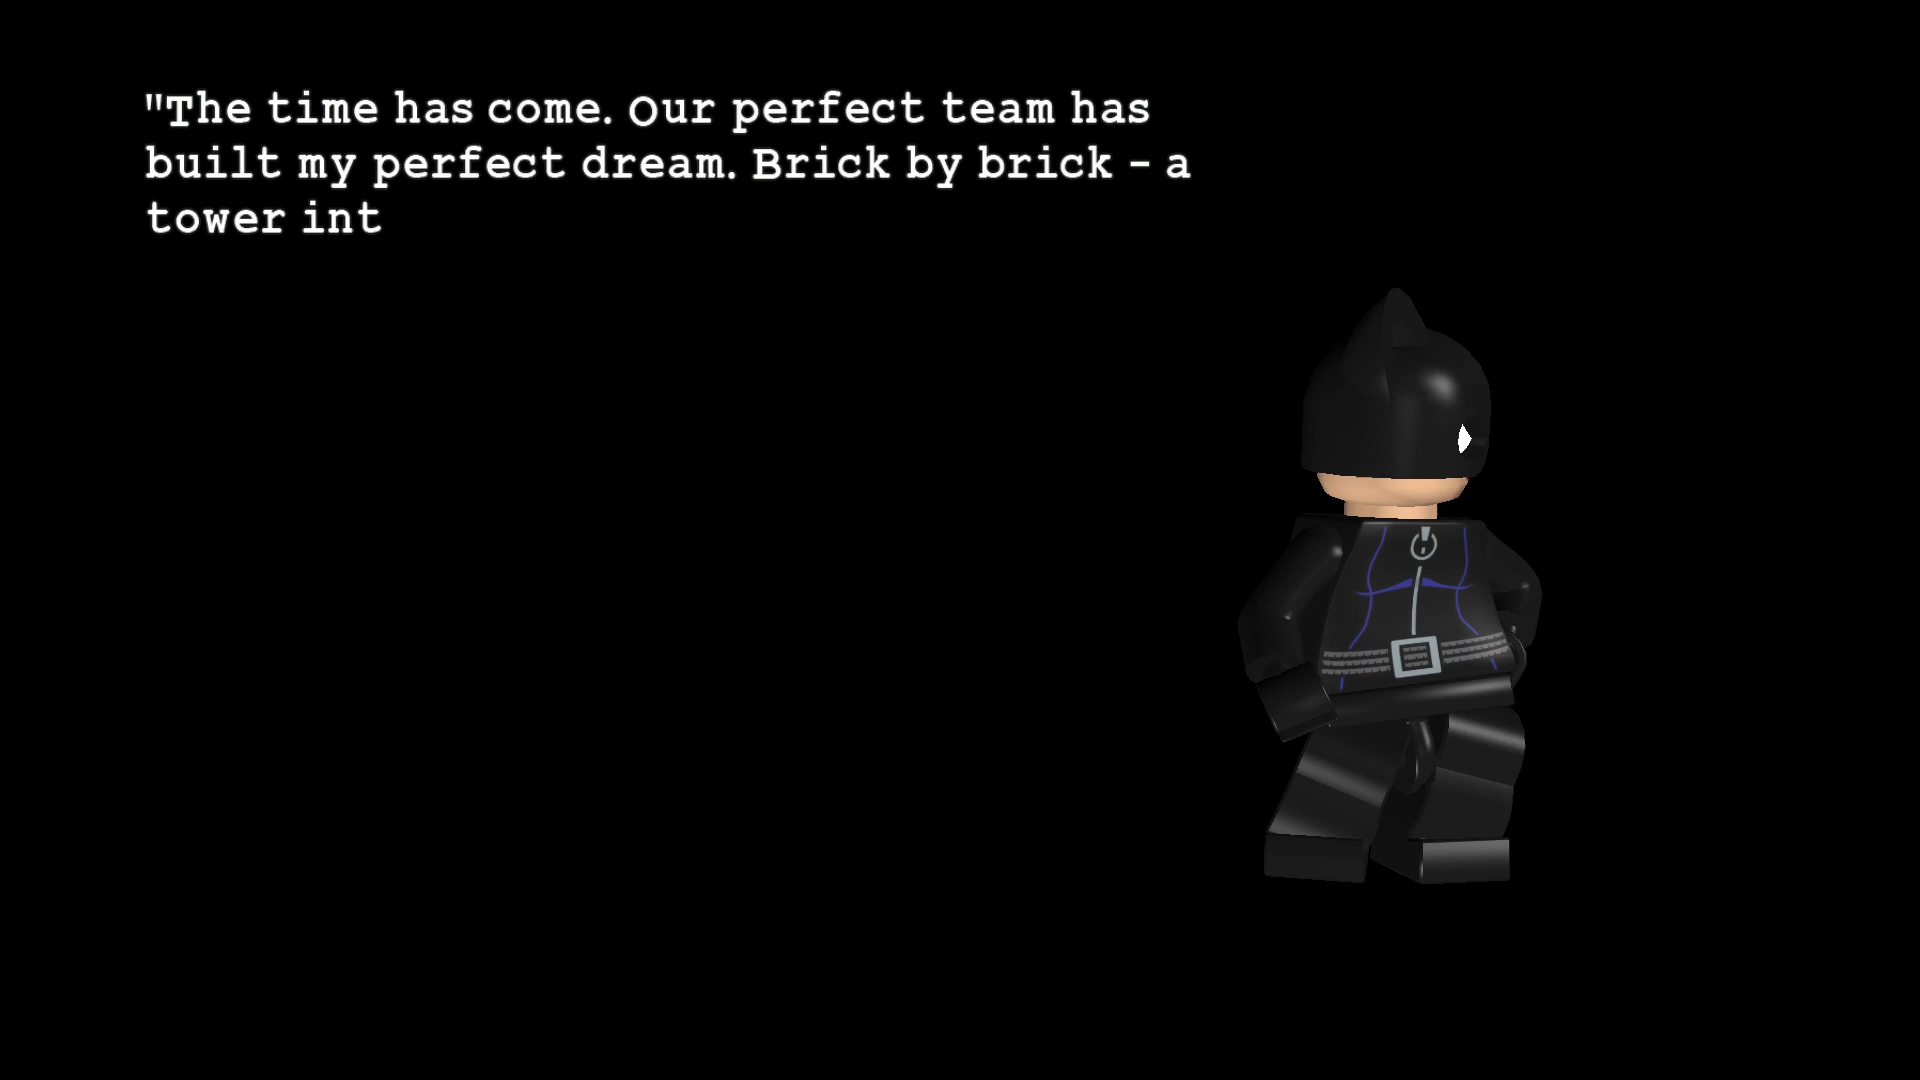 "The time has come. Our perfect team has
built my perfect dream. Brick by brick - a
tower int